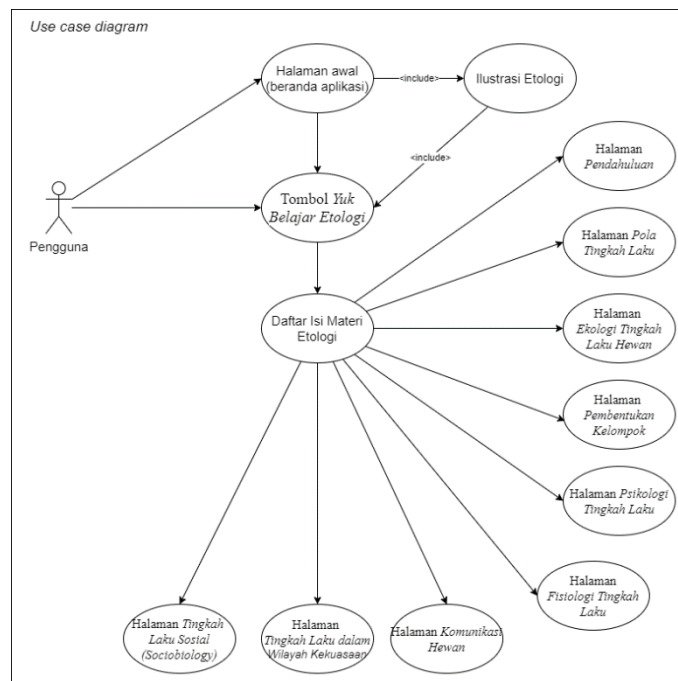 Use case diagram
Halaman awal
(beranda aplikasi)
<include>
Ilustrasi Etologi
<include>
Halaman
Pendahuluan
Tombol Yuk
Belajar Etologi
Pengguna
Halaman Pola
Tingkah Laku
Daftar Isi Materi
Etologi
Halaman
Ekologi Tingkah
Laku Hewan
Halaman
Pembentukan
Kelompok
Halaman Psikologi
Tingkah Laku
Halaman
Fisiologi Tingkah
Laku
Halaman Tingkah
Laku Sosial
(Sociobiology)
Halaman
Tingkah Laku dalam
Wilayah Kekuasaan
Halaman Komunikasi
Hewan